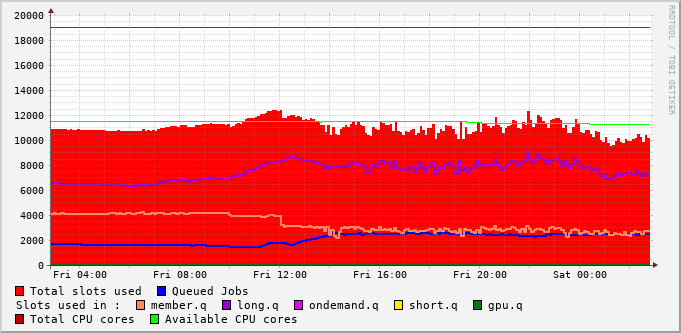 20000
18000
16000
14000
12000
10000
8000
6000
4000
2000
0
Fri 04:00 Fri 08:00 Fri 12:00 Fri 16:00 Fri 20:00 Sat 00:00
Total slots used Queued Jobs
Slots used in : member.q long.q ondemand.q short.q gpu.q
Total CPU cores Available CPU cores
RRDTOOL / TOBI OETIKER